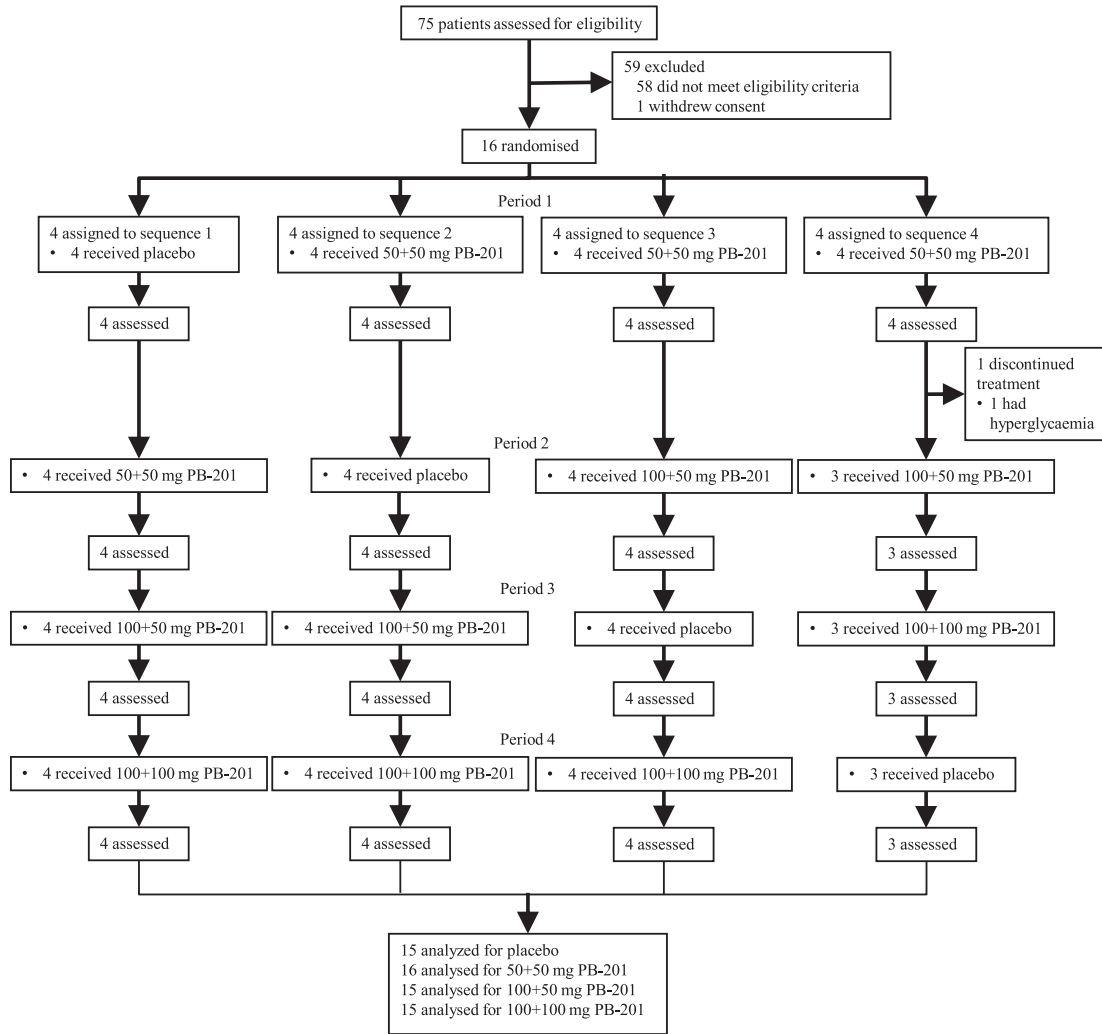 75 patients assessed for eligibility
59 excluded
58 did not meet eligibility criteria
1 withdrew consent
16 randomised
Period 1
4 assigned to sequence 1
• 4 received placebo
4 assigned to sequence 2
• 4 received 50+50 mg PB-201
4 assigned to sequence 3
• 4 received 50+50 mg PB-201
4 assigned to sequence 4
• 4 received 50+50 mg PB-201
4 assessed
4 assessed
4 assessed
4 assessed
1 discontinued
treatment
• 1 had
hyperglycaemia
Period 2
• 4 received 50+50 mg PB-201
• 4 received placebo
• 4 received 100+50 mg PB-201
• 3 received 100+50 mg PB-201
4 assessed
4 assessed
4 assessed
3 assessed
Period 3
• 4 received 100+50 mg PB-201
• 4 received 100+50 mg PB-201
• 4 received placebo
• 3 received 100+100 mg PB-201
4 assessed
4 assessed
4 assessed
3 assessed
Period 4
• 4 received 100+100 mg PB-201
• 4 received 100+100 mg PB-201
• 4 received 100+100 mg PB-201
• 3 received placebo
4 assessed
4 assessed
4 assessed
3 assessed
15 analyzed for placebo
16 analysed for 50+50 mg PB-201
15 analysed for 100+50 mg PB-201
15 analysed for 100+100 mg PB-201